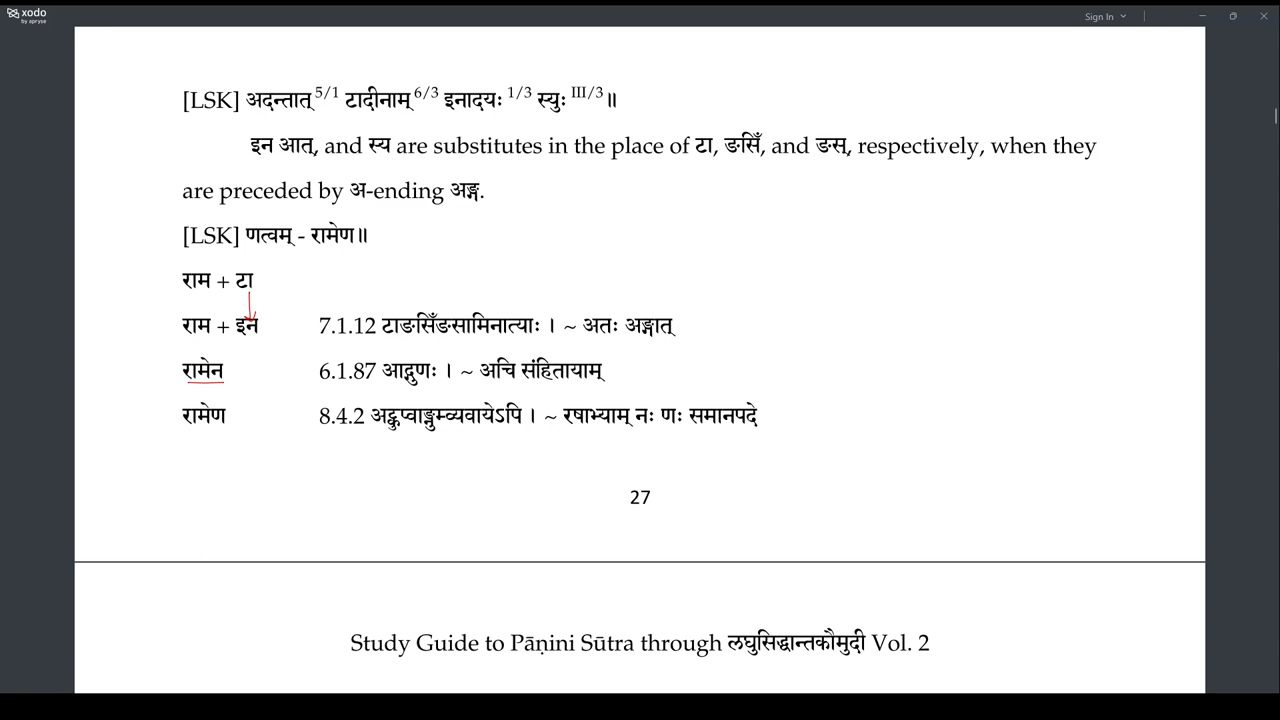 xodo
by apryse
Sign In
[LSK] अदन्तात् 5/1 टादीनाम् 6/3 इनादयः 1/3 स्युः III/3॥
इन आत्, and स्य are substitutes in the place of टा, ङसिँ, and ङस्, respectively, when they
are preceded by अ-ending अङ्ग.
[LSK] णत्वम् - रामेण॥
राम + टा
राम + इन 7.1.12 टाङसिँङसामिनात्याः । ~ अतः अङ्गात्
रामेन 6.1.87 आद्गुणः । ~ अचि संहितायाम्
रामेण 8.4.2 अट्कुप्वाङ्नुम्व्यवायेऽपि । ~ रषाभ्याम् नः णः समानपदे
27
Study Guide to Pāṇini Sūtra through लघुसिद्धान्तकौमुदी Vol. 2